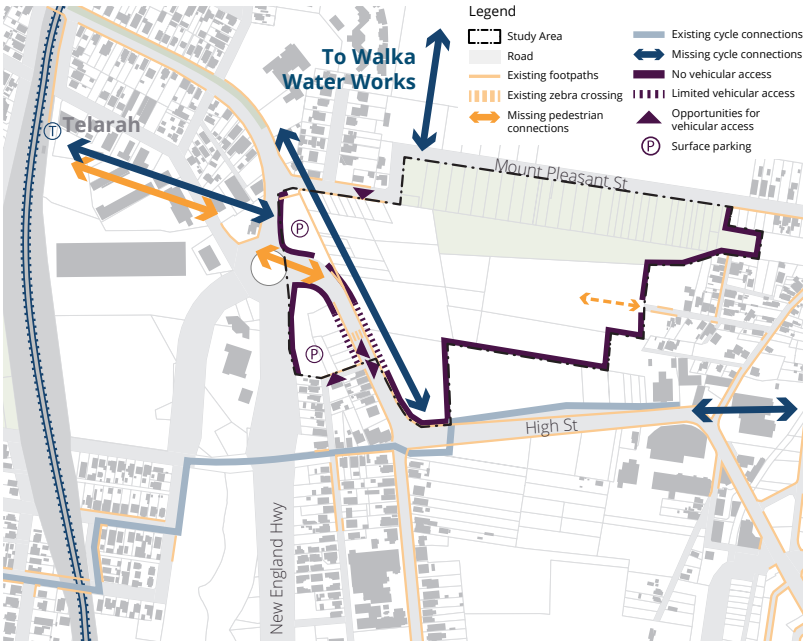 Legend
Study Area
Road
Existing footpaths
Existing zebra crossing
Missing pedestrian
connections
Existing cycle connections
Missing cycle connections
No vehicular access
Limited vehicular access
Opportunities for
vehicular access
P
Surface parking
To Walka
Water Works
T
Telarah
Mount Pleasant St
P
P
High St
New England Hwy